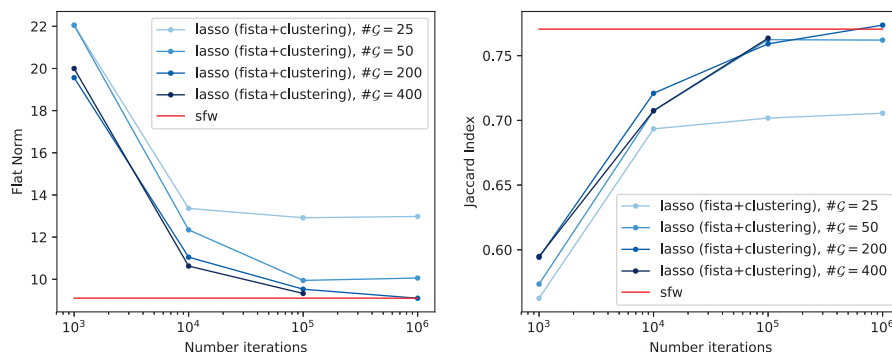 22
20
18
16
14
12
10
Flat Norm
lasso (fista+clustering), #𝒢 = 25
lasso (fista+clustering), #𝒢 = 50
lasso (fista+clustering), #𝒢 = 200
lasso (fista+clustering), #𝒢 = 400
sfw
10³ 10⁴ 10⁵ 10⁶
Number iterations
0.75
0.70
0.65
0.60
Jaccard Index
lasso (fista+clustering), #𝒢 = 25
lasso (fista+clustering), #𝒢 = 50
lasso (fista+clustering), #𝒢 = 200
lasso (fista+clustering), #𝒢 = 400
sfw
10³ 10⁴ 10⁵ 10⁶
Number iterations